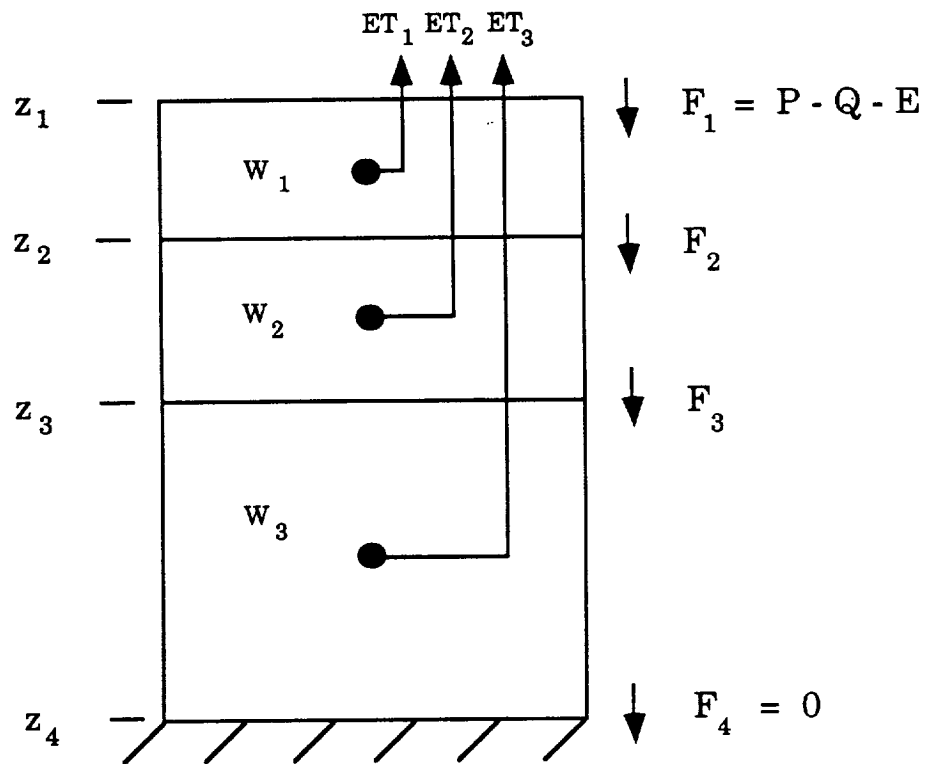 ET₁ ET₂ ET₃
z₁ F₁ = P - Q - E
W₁
z₂ F₂
W₂
z₃ F₃
W₃
z₄ F₄ = 0